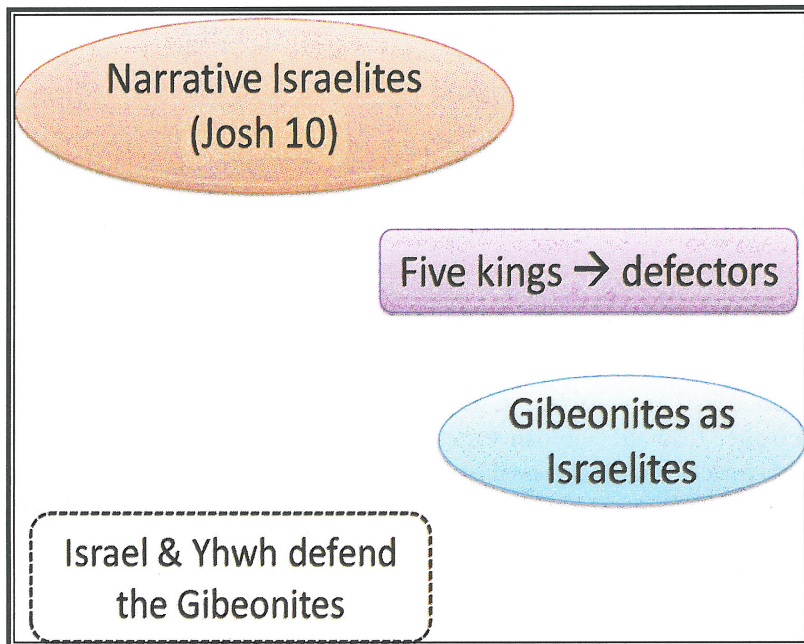 Narrative Israelites
(Josh 10)
Five kings → defectors
Gibeonites as
Israelites
Israel & Yhwh defend
the Gibeonites